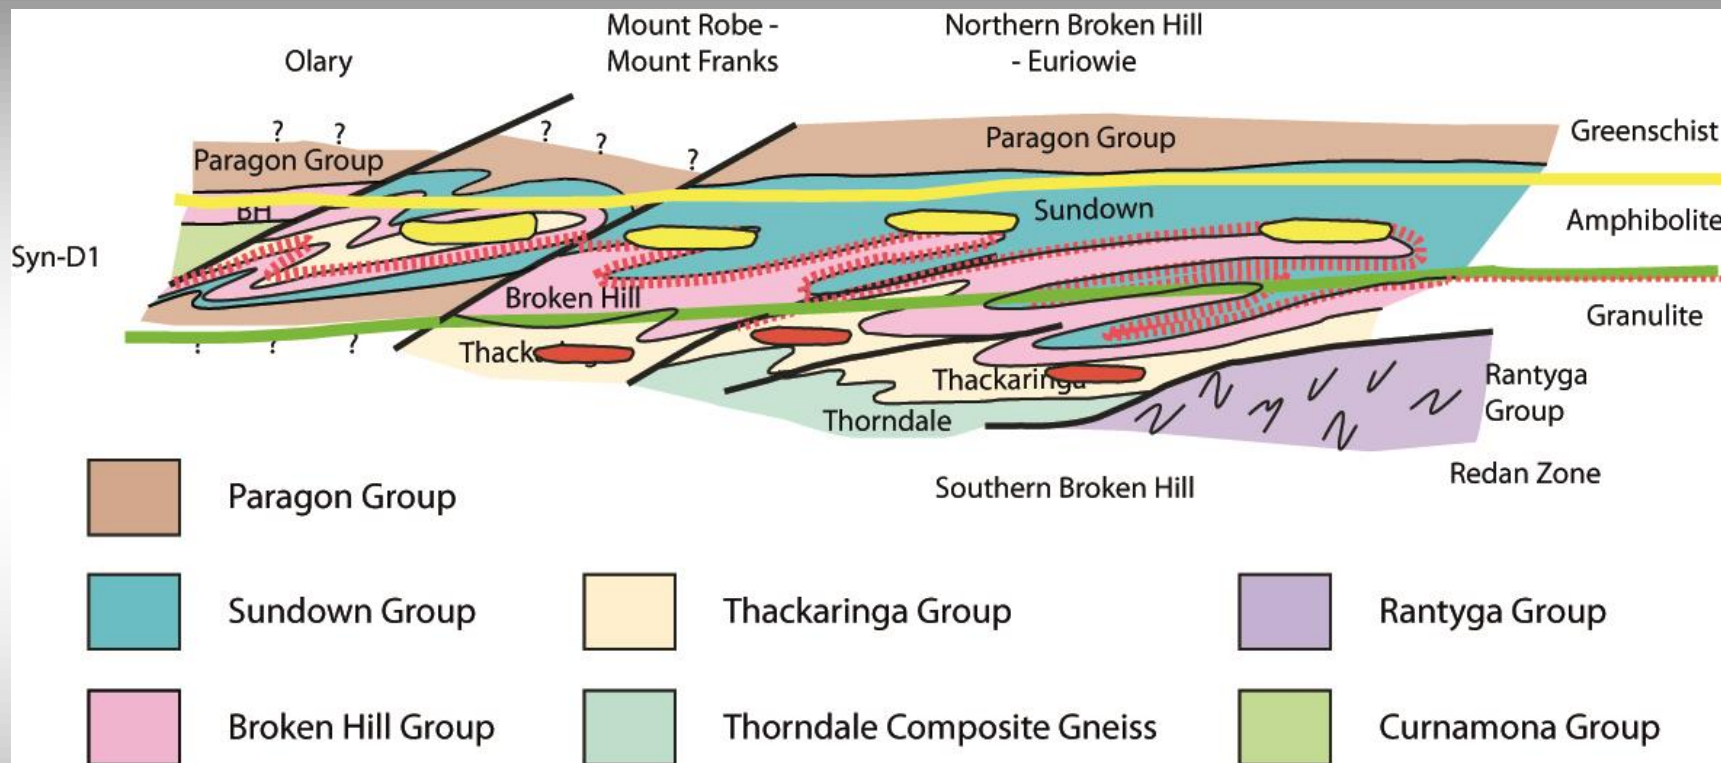 Olary
Mount Robe -
Mount Franks
Northern Broken Hill
- Euriowie
? ? ? ? ?
Paragon Group
Paragon Group
Greenschist
BH
Sundown
Amphibolite
Syn-D1
Broken Hill
Granulite
? ? ?
Thackaringa
Rantyga
Group
Thorndale
Southern Broken Hill
Redan Zone
Paragon Group
Sundown Group
Thackaringa Group
Rantyga Group
Broken Hill Group
Thorndale Composite Gneiss
Curnamona Group